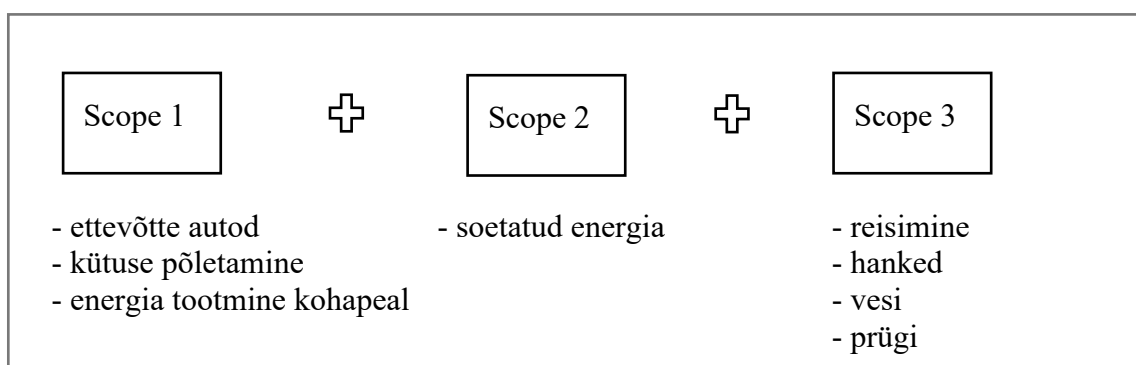 Scope 1
Scope 2
Scope 3
- ettevõtte autod
- kütuse põletamine
- energia tootmine kohapeal
- soetatud energia
- reisimine
- hanked
- vesi
- prügi